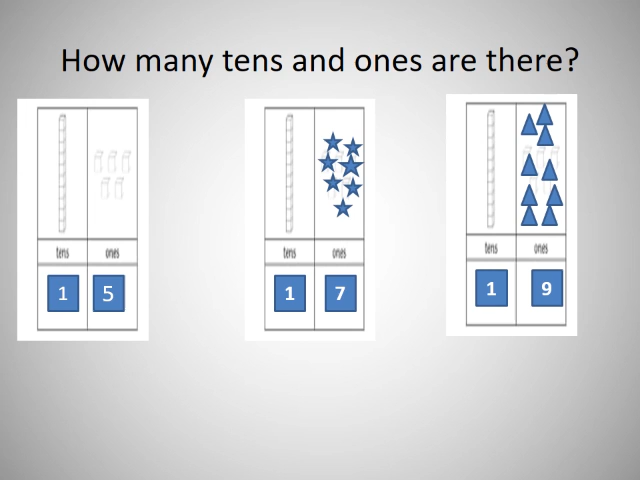 How many tens and ones are there?
tens ones
1 5
tens ones
1 7
tens ones
1 9